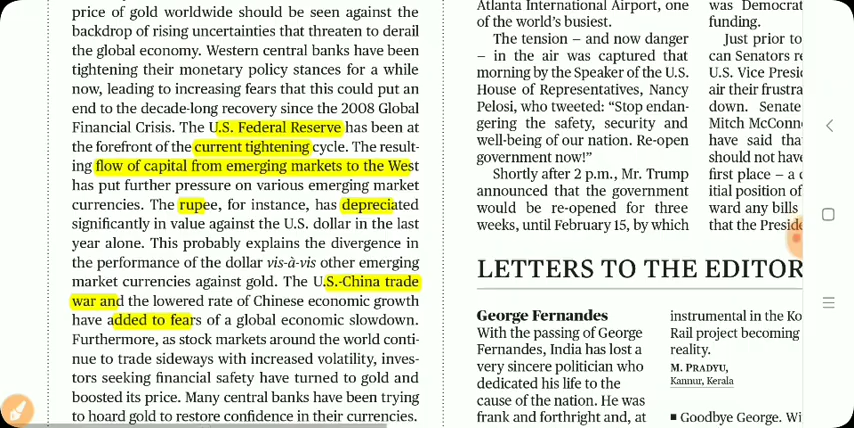 price of gold worldwide should be seen against the
backdrop of rising uncertainties that threaten to derail
the global economy. Western central banks have been
tightening their monetary policy stances for a while
now, leading to increasing fears that this could put an
end to the decade-long recovery since the 2008 Global
Financial Crisis. The U.S. Federal Reserve has been at
the forefront of the current tightening cycle. The result-
ing flow of capital from emerging markets to the West
has put further pressure on various emerging market
currencies. The rupee, for instance, has depreciated
significantly in value against the U.S. dollar in the last
year alone. This probably explains the divergence in
the performance of the dollar vis-à-vis other emerging
market currencies against gold. The U.S.-China trade
war and the lowered rate of Chinese economic growth
have added to fears of a global economic slowdown.
Furthermore, as stock markets around the world conti-
nue to trade sideways with increased volatility, inves-
tors seeking financial safety have turned to gold and
boosted its price. Many central banks have been trying
to hoard gold to restore confidence in their currencies.
Atlanta International Airport, one
of the world's busiest.
The tension – and now danger
– in the air was captured that
morning by the Speaker of the U.S.
House of Representatives, Nancy
Pelosi, who tweeted: "Stop endan-
gering the safety, security and
well-being of our nation. Re-open
government now!"
Shortly after 2 p.m., Mr. Trump
announced that the government
would be re-opened for three
weeks, until February 15, by which
was Democrat
funding.
Just prior to
can Senators re
U.S. Vice Presid
air their frustra
down. Senate
Mitch McConn
have said tha
should not have
first place – a c
itial position of
ward any bills
that the Preside
LETTERS TO THE EDITOR
George Fernandes
With the passing of George
Fernandes, India has lost a
very sincere politician who
dedicated his life to the
cause of the nation. He was
frank and forthright and, at
instrumental in the Ko
Rail project becoming
reality.
M. PRADYU,
Kannur, Kerala
■ Goodbye George. Wi